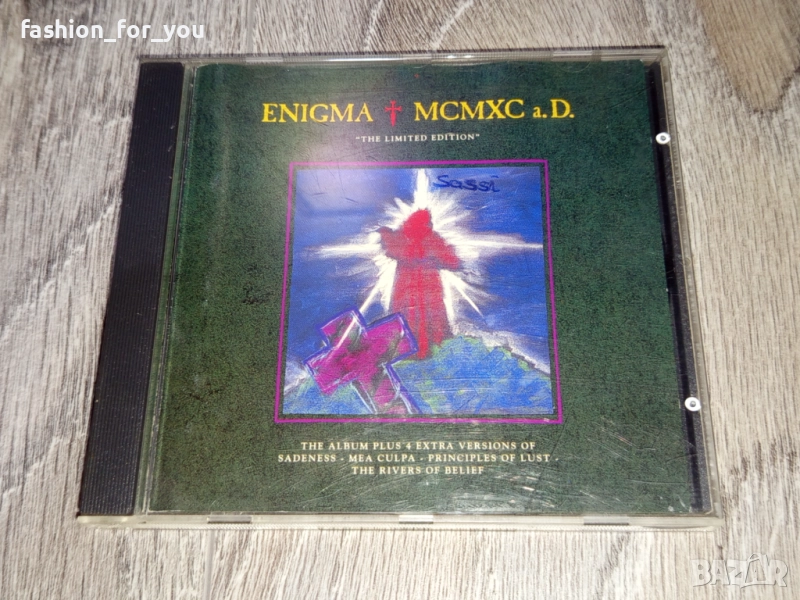 fashion_for_you
ENIGMA † MCMXC a.D.
"THE LIMITED EDITION"
Sassi
THE ALBUM PLUS 4 EXTRA VERSIONS OF
SADENESS - MEA CULPA - PRINCIPLES OF LUST -
THE RIVERS OF BELIEF
BAZAR